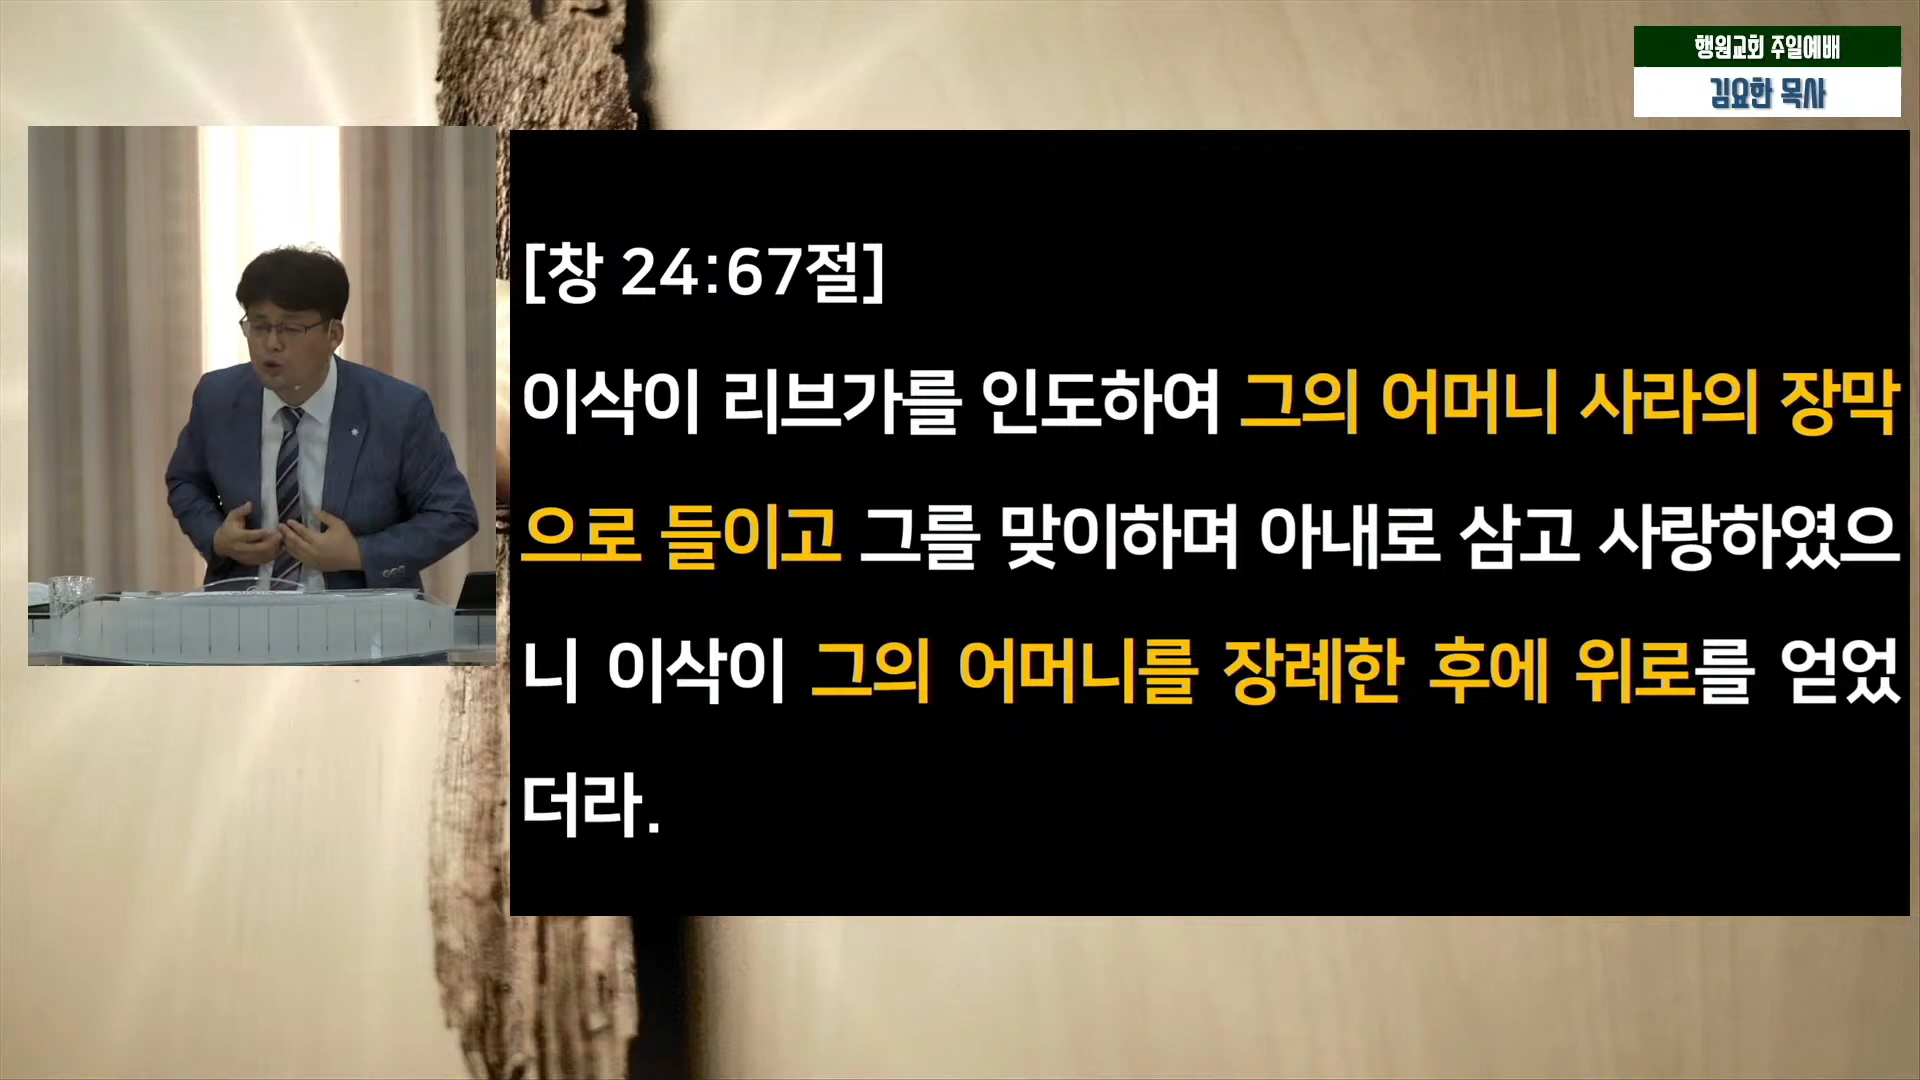 행원교회 주일예배
김요한 목사
[창 24:67절]
이삭이 리브가를 인도하여 그의 어머니 사라의 장막
으로 들이고 그를 맞이하며 아내로 삼고 사랑하였으
니 이삭이 그의 어머니를 장례한 후에 위로를 얻었
더라.